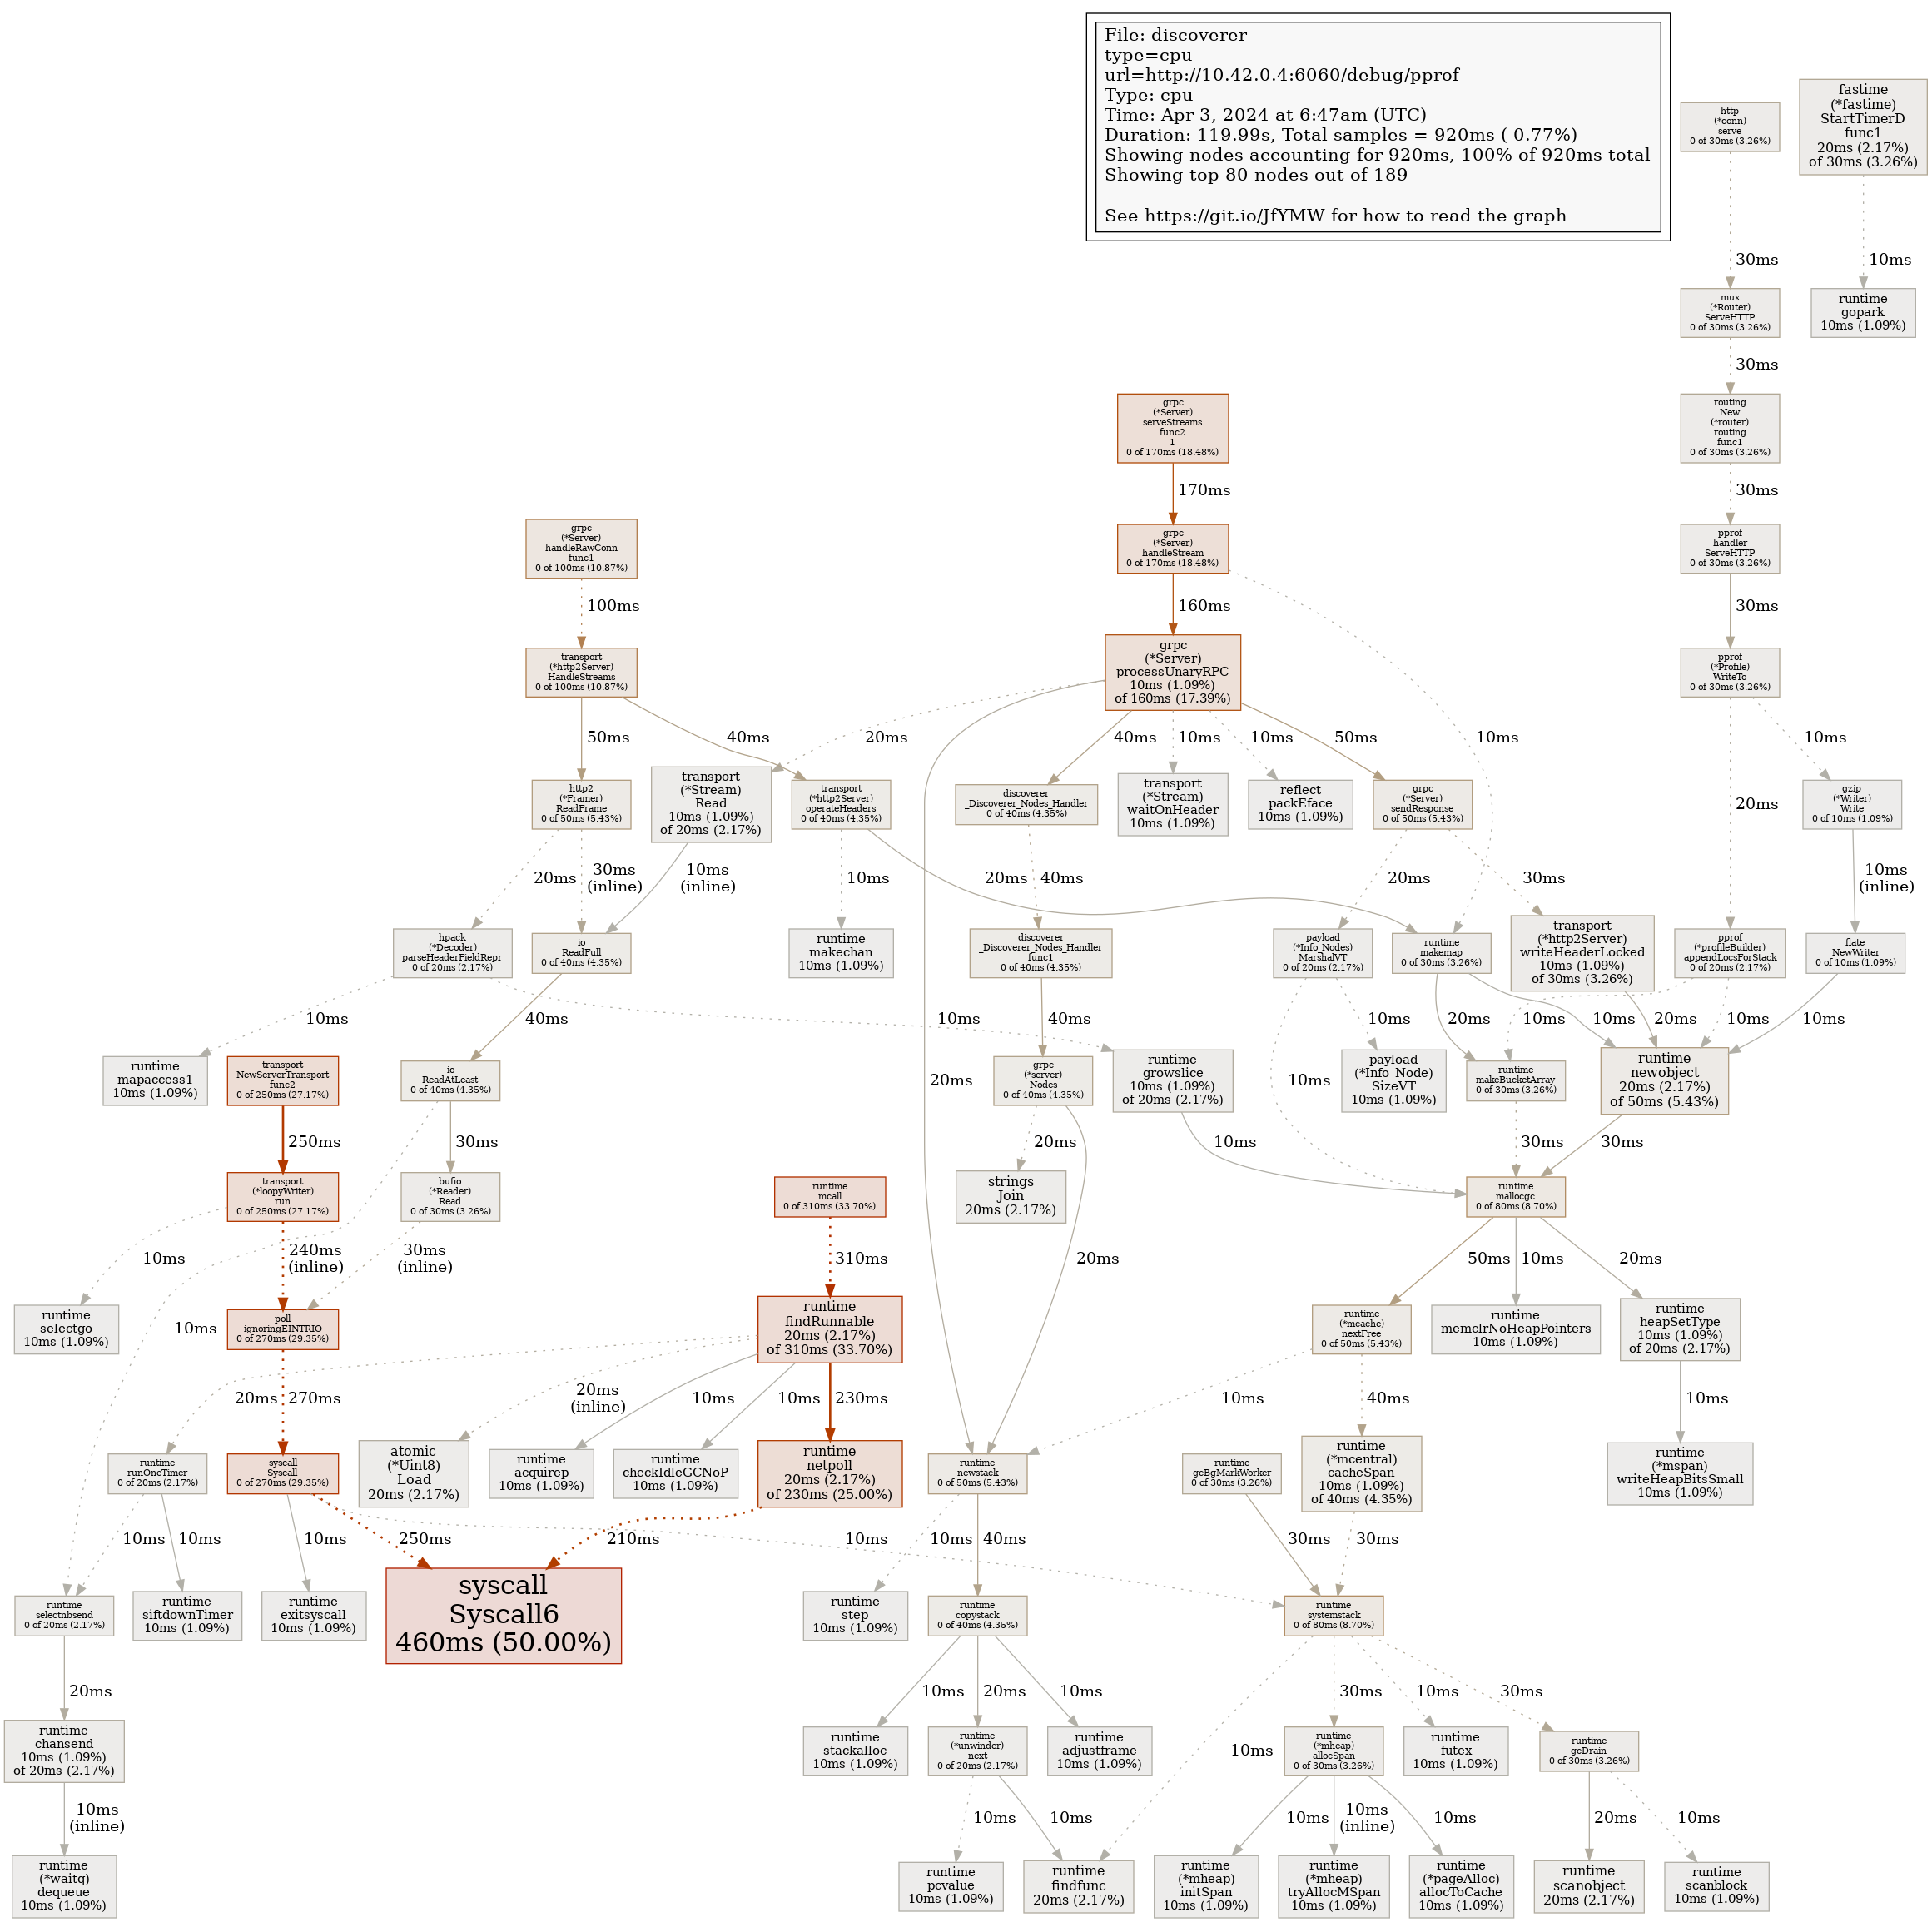 File: discoverer
type=cpu
url=http://10.42.0.4:6060/debug/pprof
Type: cpu
Time: Apr 3, 2024 at 6:47am (UTC)
Duration: 119.99s, Total samples = 920ms ( 0.77%)
Showing nodes accounting for 920ms, 100% of 920ms total
Showing top 80 nodes out of 189
See https://git.io/JfYMW for how to read the graph
http
(*conn)
serve
0 of 30ms (3.26%)
fastime
(*fastime)
StartTimerD
func1
20ms (2.17%)
of 30ms (3.26%)
30ms
10ms
mux
(*Router)
ServeHTTP
0 of 30ms (3.26%)
runtime
gopark
10ms (1.09%)
30ms
grpc
(*Server)
serveStreams
func2
1
0 of 170ms (18.48%)
routing
New
(*router)
routing
func1
0 of 30ms (3.26%)
170ms
30ms
grpc
(*Server)
handleRawConn
func1
0 of 100ms (10.87%)
grpc
(*Server)
handleStream
0 of 170ms (18.48%)
pprof
handler
ServeHTTP
0 of 30ms (3.26%)
100ms
160ms
30ms
transport
(*http2Server)
HandleStreams
0 of 100ms (10.87%)
grpc
(*Server)
processUnaryRPC
10ms (1.09%)
of 160ms (17.39%)
pprof
(*Profile)
WriteTo
0 of 30ms (3.26%)
50ms
40ms
20ms
40ms
10ms
10ms
50ms
10ms
10ms
http2
(*Framer)
ReadFrame
0 of 50ms (5.43%)
transport
(*Stream)
Read
10ms (1.09%)
of 20ms (2.17%)
transport
(*http2Server)
operateHeaders
0 of 40ms (4.35%)
discoverer
_Discoverer_Nodes_Handler
0 of 40ms (4.35%)
transport
(*Stream)
waitOnHeader
10ms (1.09%)
reflect
packEface
10ms (1.09%)
grpc
(*Server)
sendResponse
0 of 50ms (5.43%)
20ms
gzip
(*Writer)
Write
0 of 10ms (1.09%)
20ms
30ms
(inline)
10ms
(inline)
10ms
20ms
40ms
20ms
30ms
10ms
(inline)
hpack
(*Decoder)
parseHeaderFieldRepr
0 of 20ms (2.17%)
io
ReadFull
0 of 40ms (4.35%)
runtime
makechan
10ms (1.09%)
discoverer
_Discoverer_Nodes_Handler
func1
0 of 40ms (4.35%)
payload
(*Info_Nodes)
MarshalVT
0 of 20ms (2.17%)
runtime
makemap
0 of 30ms (3.26%)
transport
(*http2Server)
writeHeaderLocked
10ms (1.09%)
of 30ms (3.26%)
pprof
(*profileBuilder)
appendLocsForStack
0 of 20ms (2.17%)
flate
NewWriter
0 of 10ms (1.09%)
10ms
40ms
10ms
40ms
10ms
20ms
10ms
20ms
10ms
10ms
10ms
runtime
mapaccess1
10ms (1.09%)
transport
NewServerTransport
func2
0 of 250ms (27.17%)
io
ReadAtLeast
0 of 40ms (4.35%)
20ms
grpc
(*server)
Nodes
0 of 40ms (4.35%)
runtime
growslice
10ms (1.09%)
of 20ms (2.17%)
10ms
payload
(*Info_Node)
SizeVT
10ms (1.09%)
runtime
makeBucketArray
0 of 30ms (3.26%)
runtime
newobject
20ms (2.17%)
of 50ms (5.43%)
250ms
30ms
20ms
10ms
30ms
30ms
transport
(*loopyWriter)
run
0 of 250ms (27.17%)
bufio
(*Reader)
Read
0 of 30ms (3.26%)
runtime
mcall
0 of 310ms (33.70%)
strings
Join
20ms (2.17%)
runtime
mallocgc
0 of 80ms (8.70%)
10ms
240ms
(inline)
30ms
(inline)
310ms
20ms
50ms
10ms
20ms
runtime
selectgo
10ms (1.09%)
10ms
poll
ignoringEINTRIO
0 of 270ms (29.35%)
runtime
findRunnable
20ms (2.17%)
of 310ms (33.70%)
runtime
(*mcache)
nextFree
0 of 50ms (5.43%)
runtime
memclrNoHeapPointers
10ms (1.09%)
runtime
heapSetType
10ms (1.09%)
of 20ms (2.17%)
20ms
270ms
20ms
(inline)
10ms
10ms
230ms
10ms
40ms
10ms
runtime
runOneTimer
0 of 20ms (2.17%)
syscall
Syscall
0 of 270ms (29.35%)
atomic
(*Uint8)
Load
20ms (2.17%)
runtime
acquirep
10ms (1.09%)
runtime
checkIdleGCNoP
10ms (1.09%)
runtime
netpoll
20ms (2.17%)
of 230ms (25.00%)
runtime
newstack
0 of 50ms (5.43%)
runtime
gcBgMarkWorker
0 of 30ms (3.26%)
runtime
(*mcentral)
cacheSpan
10ms (1.09%)
of 40ms (4.35%)
runtime
(*mspan)
writeHeapBitsSmall
10ms (1.09%)
10ms
10ms
10ms
250ms
210ms
10ms
10ms
40ms
30ms
30ms
runtime
selectnbsend
0 of 20ms (2.17%)
runtime
siftdownTimer
10ms (1.09%)
runtime
exitsyscall
10ms (1.09%)
syscall
Syscall6
460ms (50.00%)
runtime
step
10ms (1.09%)
runtime
copystack
0 of 40ms (4.35%)
runtime
systemstack
0 of 80ms (8.70%)
20ms
10ms
20ms
10ms
30ms
10ms
30ms
runtime
chansend
10ms (1.09%)
of 20ms (2.17%)
runtime
stackalloc
10ms (1.09%)
runtime
(*unwinder)
next
0 of 20ms (2.17%)
runtime
adjustframe
10ms (1.09%)
10ms
runtime
(*mheap)
allocSpan
0 of 30ms (3.26%)
runtime
futex
10ms (1.09%)
runtime
gcDrain
0 of 30ms (3.26%)
10ms
(inline)
10ms
10ms
10ms
10ms
(inline)
10ms
20ms
10ms
runtime
(*waitq)
dequeue
10ms (1.09%)
runtime
pcvalue
10ms (1.09%)
runtime
findfunc
20ms (2.17%)
runtime
(*mheap)
initSpan
10ms (1.09%)
runtime
(*mheap)
tryAllocMSpan
10ms (1.09%)
runtime
(*pageAlloc)
allocToCache
10ms (1.09%)
runtime
scanobject
20ms (2.17%)
runtime
scanblock
10ms (1.09%)